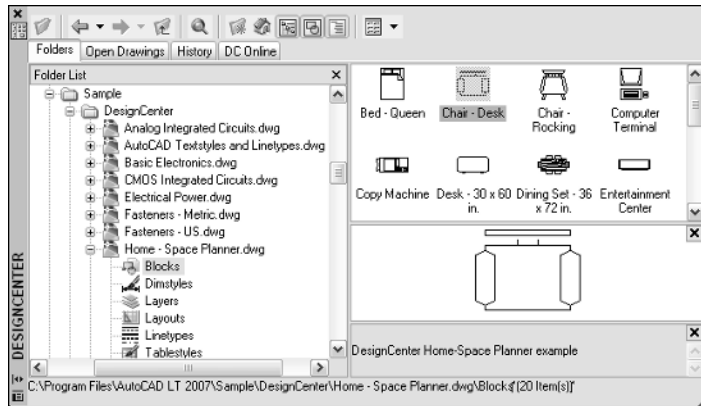 Folders Open Drawings History DC Online
Folder List
Sample
DesignCenter
Analog Integrated Circuits.dwg
AutoCAD Textstyles and Linetypes.dwg
Basic Electronics.dwg
CMOS Integrated Circuits.dwg
Electrical Power.dwg
Fasteners - Metric.dwg
Fasteners - US.dwg
Home - Space Planner.dwg
Blocks
Dimstyles
Layers
Layouts
Linetypes
Tablestyles
Bed - Queen Chair - Desk Chair - Computer
Rocking Terminal
Copy Machine Desk - 30 x 60 Dining Set - 36 Entertainment
in. x 72 in. Center
DesignCenter Home-Space Planner example
C:\Program Files\AutoCAD LT 2007\Sample\DesignCenter\Home - Space Planner.dwg\Blocks (20 Item(s))
DESIGNCENTER